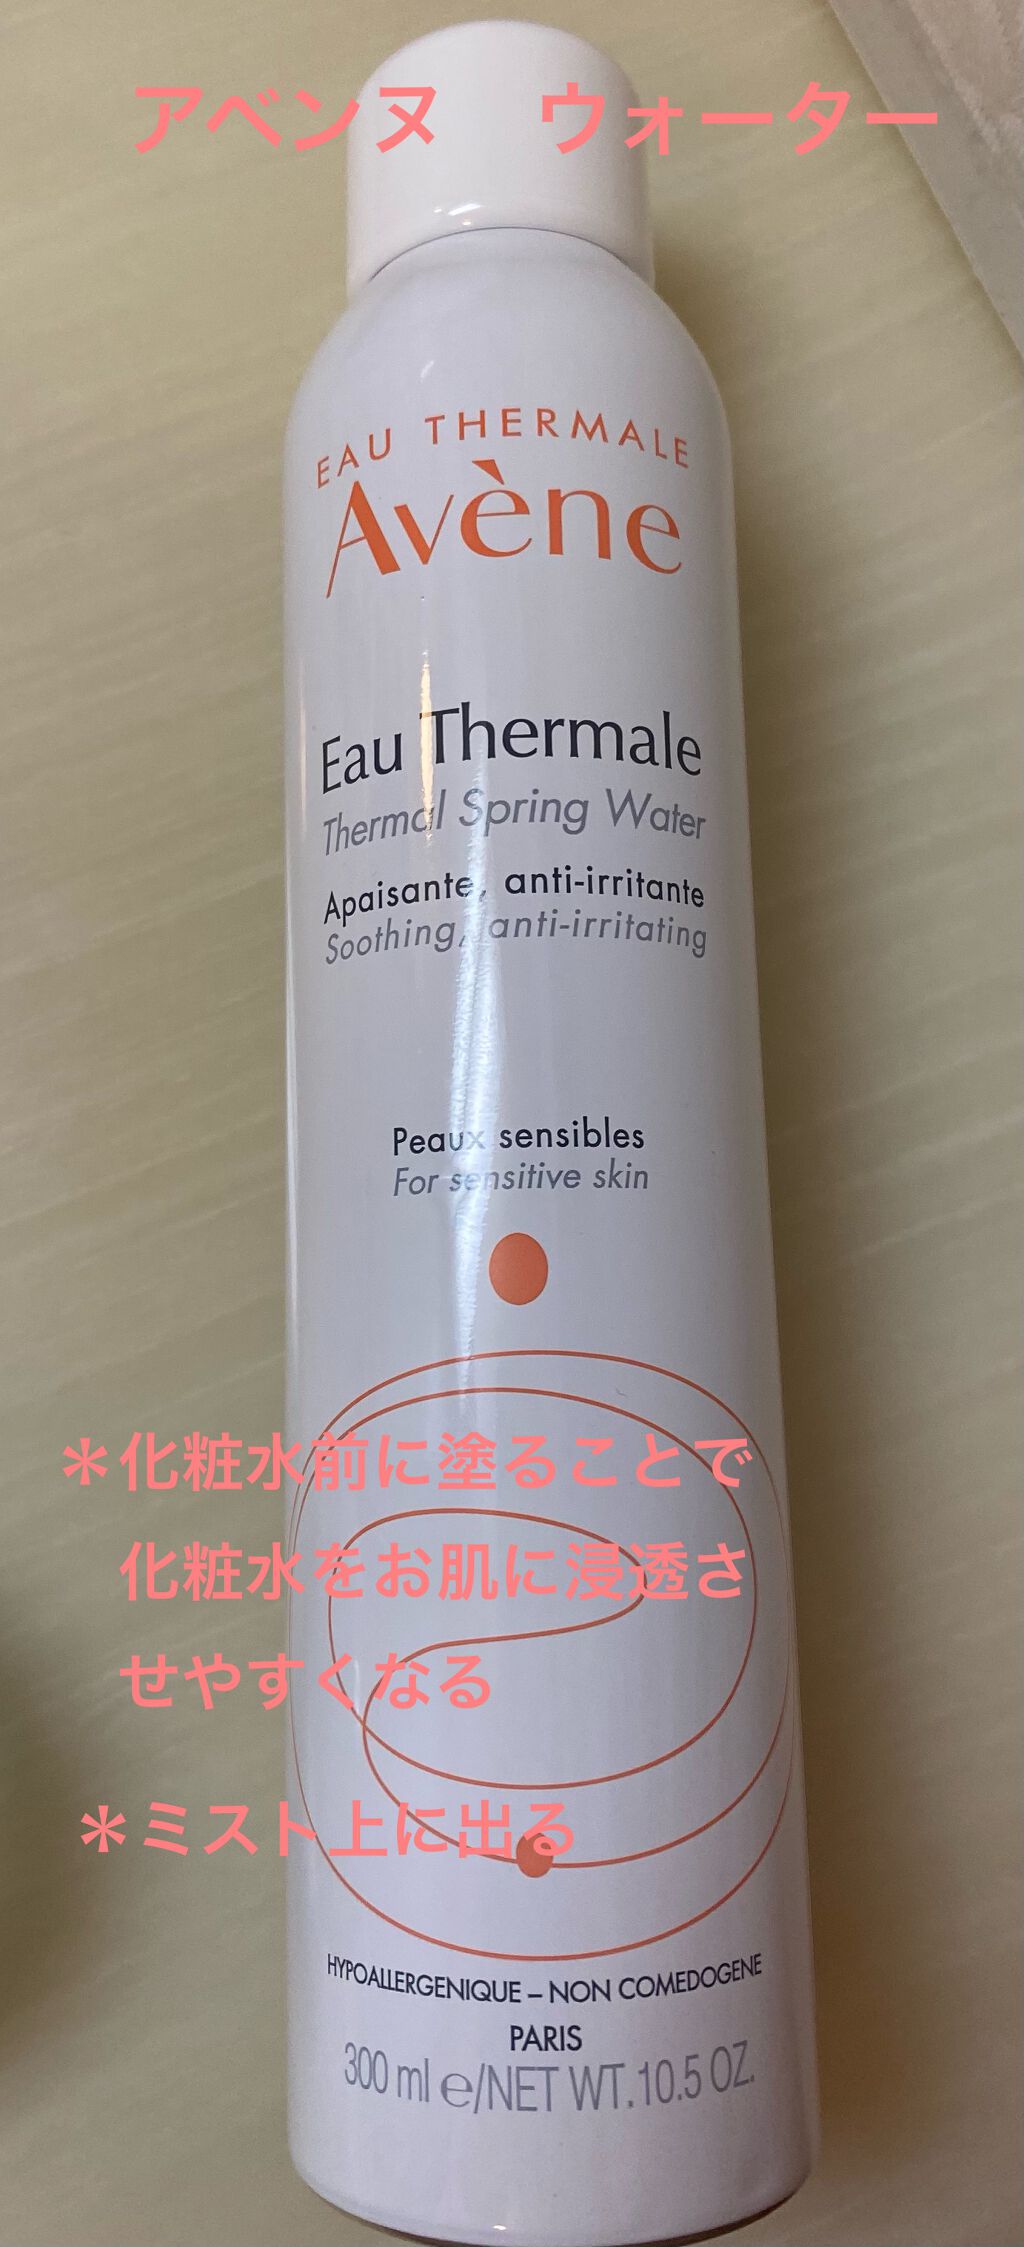 アベンヌ　ウォーター
EAU THERMALE
Avène
Eau Thermale
Thermal Spring Water
Apaisante, anti-irritante
Soothing, anti-irritating
Peaux sensibles
For sensitive skin
＊化粧水前に塗ることで
化粧水をお肌に浸透さ
せやすくなる
＊ミスト上に出る
HYPOALLERGENIQUE – NON COMEDOGENE
PARIS
300 ml e/NET WT. 10.5 OZ.